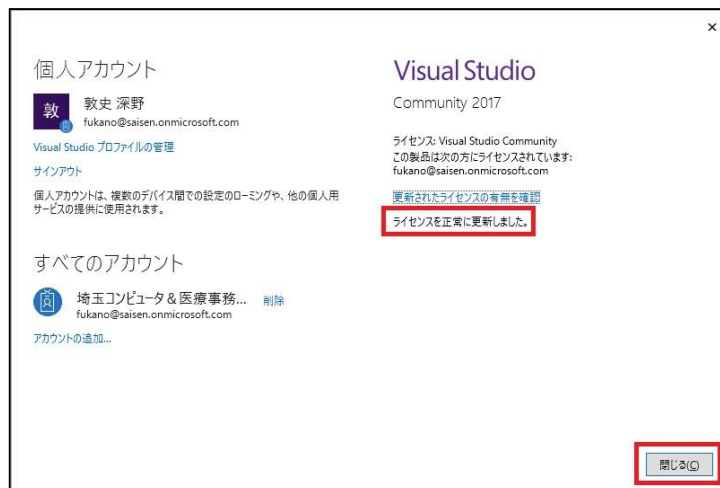 ×
個人アカウント
敦
敦史 深野
fukano@saisen.onmicrosoft.com
Visual Studio プロファイルの管理
サインアウト
個人アカウントは、複数のデバイス間での設定のローミングや、他の個人用
サービスの提供に使用されます。
すべてのアカウント
埼玉コンピュータ&医療事務... 削除
fukano@saisen.onmicrosoft.com
アカウントの追加...
Visual Studio
Community 2017
ライセンス: Visual Studio Community
この製品は次の方にライセンスされています:
fukano@saisen.onmicrosoft.com
更新されたライセンスの有無を確認
ライセンスを正常に更新しました。
閉じる(C)